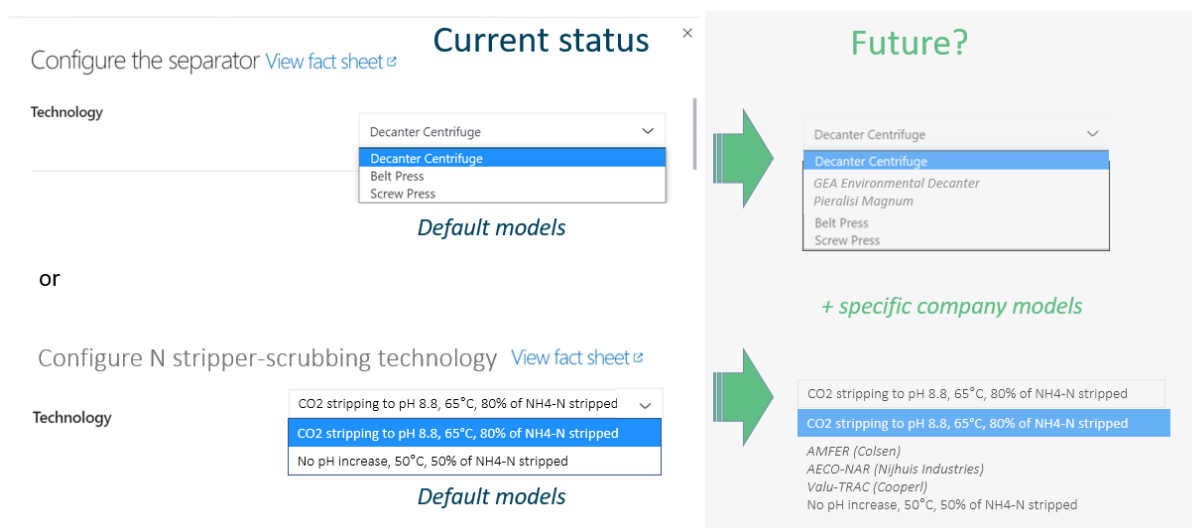 Current status
×
Configure the separator View fact sheet
Technology
Decanter Centrifuge
Decanter Centrifuge
Belt Press
Screw Press
Default models
or
Configure N stripper-scrubbing technology View fact sheet
Technology
CO2 stripping to pH 8.8, 65°C, 80% of NH4-N stripped
CO2 stripping to pH 8.8, 65°C, 80% of NH4-N stripped
No pH increase, 50°C, 50% of NH4-N stripped
Default models
Future?
Decanter Centrifuge
Decanter Centrifuge
GEA Environmental Decanter
Pieralisi Magnum
Belt Press
Screw Press
+ specific company models
CO2 stripping to pH 8.8, 65°C, 80% of NH4-N stripped
CO2 stripping to pH 8.8, 65°C, 80% of NH4-N stripped
AMFER (Colsen)
AECO-NAR (Nijhuis Industries)
Valu-TRAC (Cooperl)
No pH increase, 50°C, 50% of NH4-N stripped